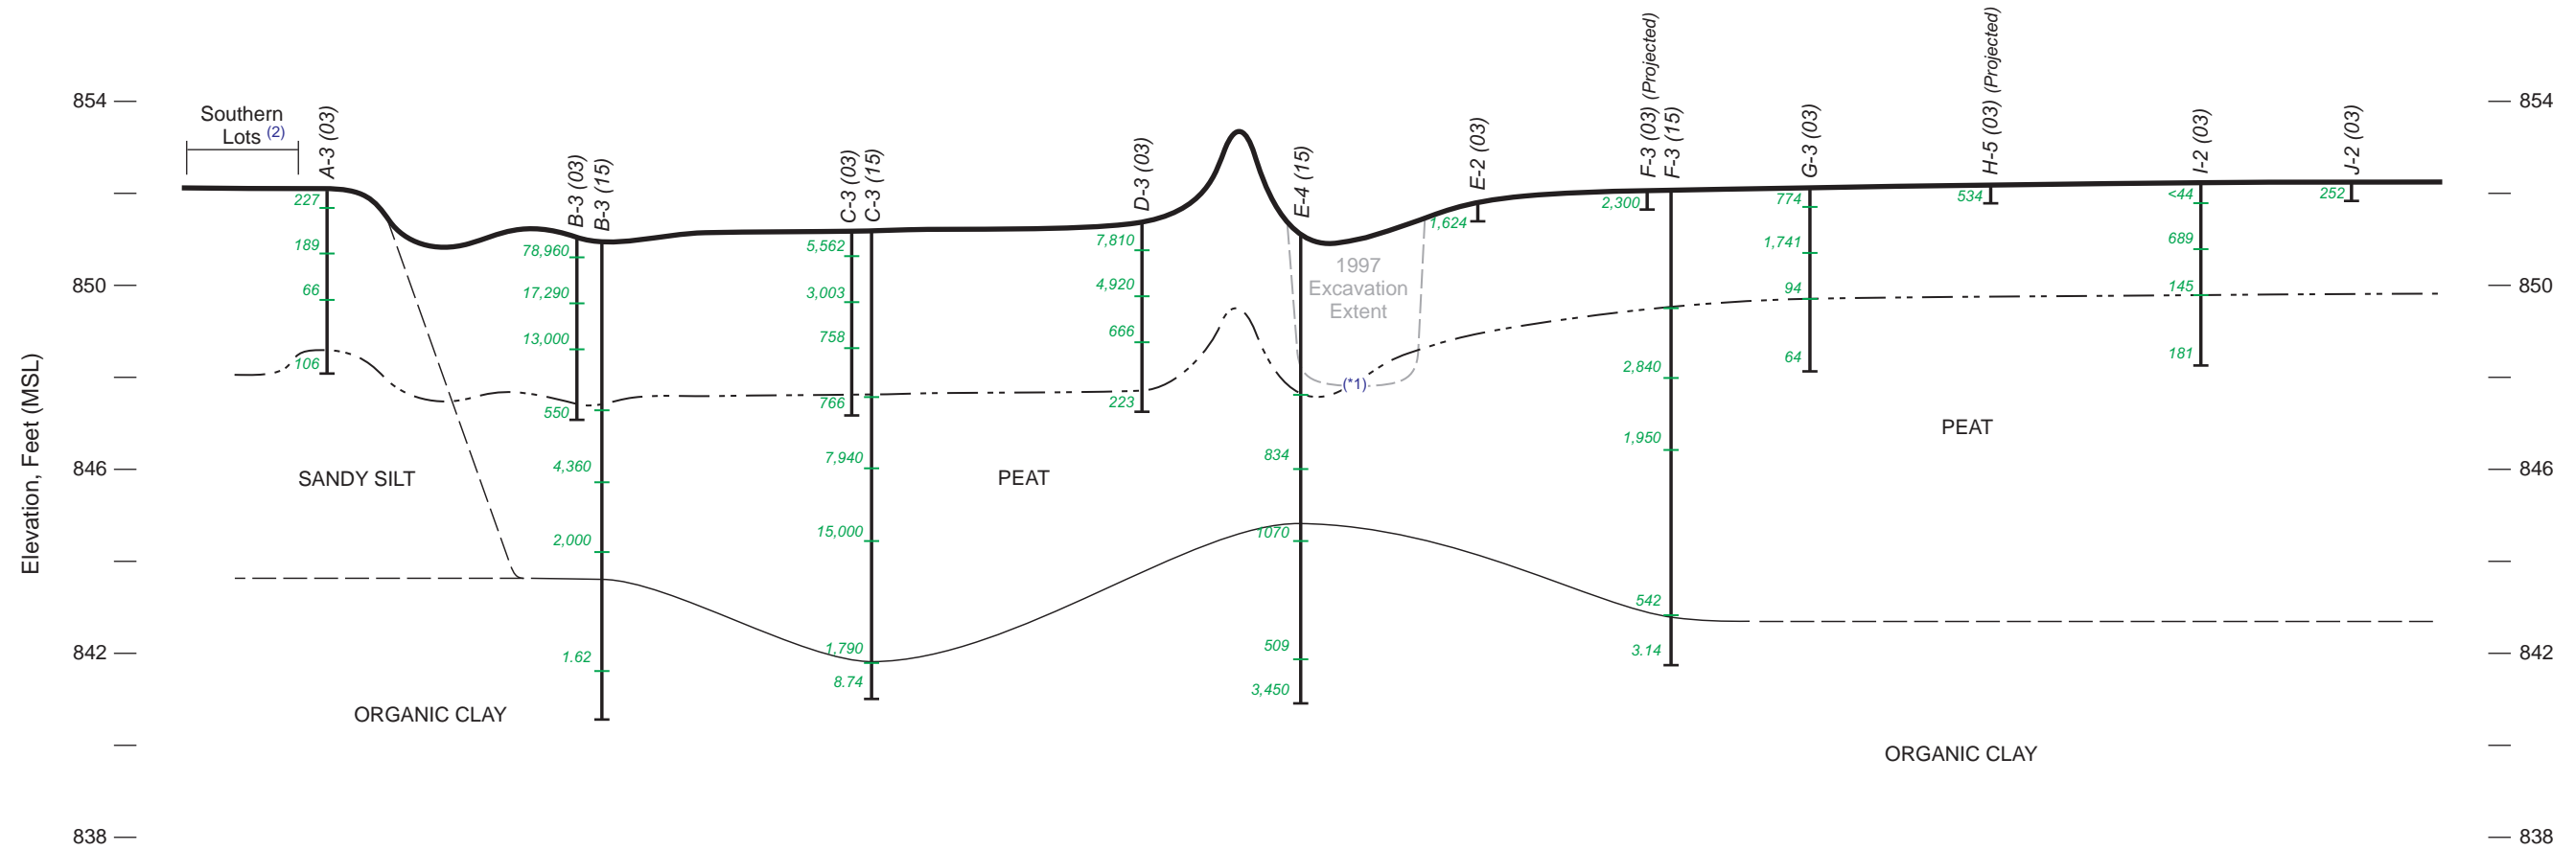 F-3 (03) (Projected)
H-5 (03) (Projected)
854
Southern
Lots (2)
A-3 (03)
B-3 (03)
B-3 (15)
C-3 (03)
C-3 (15)
D-3 (03)
E-4 (15)
E-2 (03)
F-3 (15)
G-3 (03)
I-2 (03)
J-2 (03)
854
227
189
66
106
78,960
17,290
13,000
550
4,360
2,000
1.62
5,562
3,003
758
766
7,940
15,000
1,790
8.74
7,810
4,920
666
223
834
1070
509
3,450
1997
Excavation
Extent
(*1)
1,624
2,300
2,840
1,950
542
3.14
774
1,741
94
64
534
<44
689
145
181
252
850
850
846
846
842
842
838
838
Elevation, Feet (MSL)
SANDY SILT
PEAT
PEAT
ORGANIC CLAY
ORGANIC CLAY